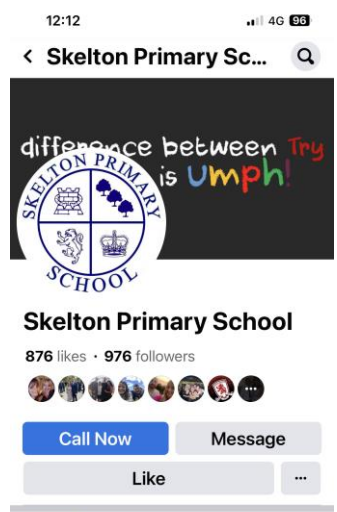 12:12
4G 96
Skelton Primary Sc...
difference between Try
is umph!
SKELTON PRIMARY
SCHOOL
Skelton Primary School
876 likes · 976 followers
Call Now
Message
Like